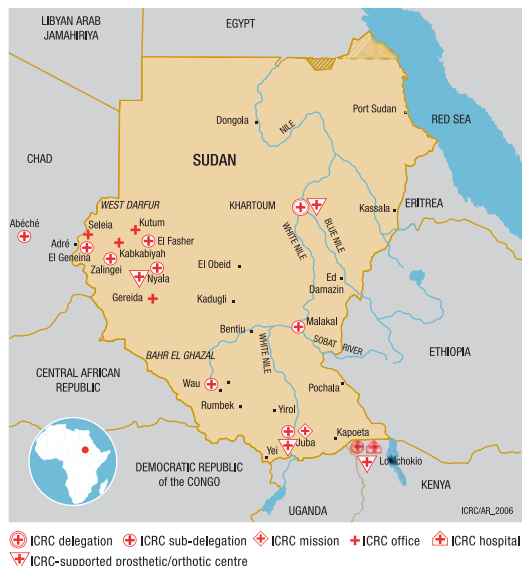 LIBYAN ARAB
JAMAHIRIYA
EGYPT
Port Sudan
RED SEA
Dongola
NILE
SUDAN
CHAD
WEST DARFUR
KHARTOUM
Kassala
ERITREA
Abéché
Seleia
Kutum
Adré
El Fasher
El Geneina
Kabkabiyah
Zalingei
Nyala
Gereida
WHITE NILE
BLUE NILE
El Obeid
Ed
Damazin
Kadugli
Malakal
Bentiu
SOBAT RIVER
BAHR EL GHAZAL
WHITE NILE
ETHIOPIA
CENTRAL AFRICAN
REPUBLIC
Wau
Pochala
Rumbek
Yirol
Kapoeta
Juba
Yei
Lokichokio
DEMOCRATIC REPUBLIC
of the CONGO
KENYA
UGANDA
ICRC/AR_2006
ICRC delegation ICRC sub-delegation ICRC mission ICRC office ICRC hospital
ICRC-supported prosthetic/orthotic centre